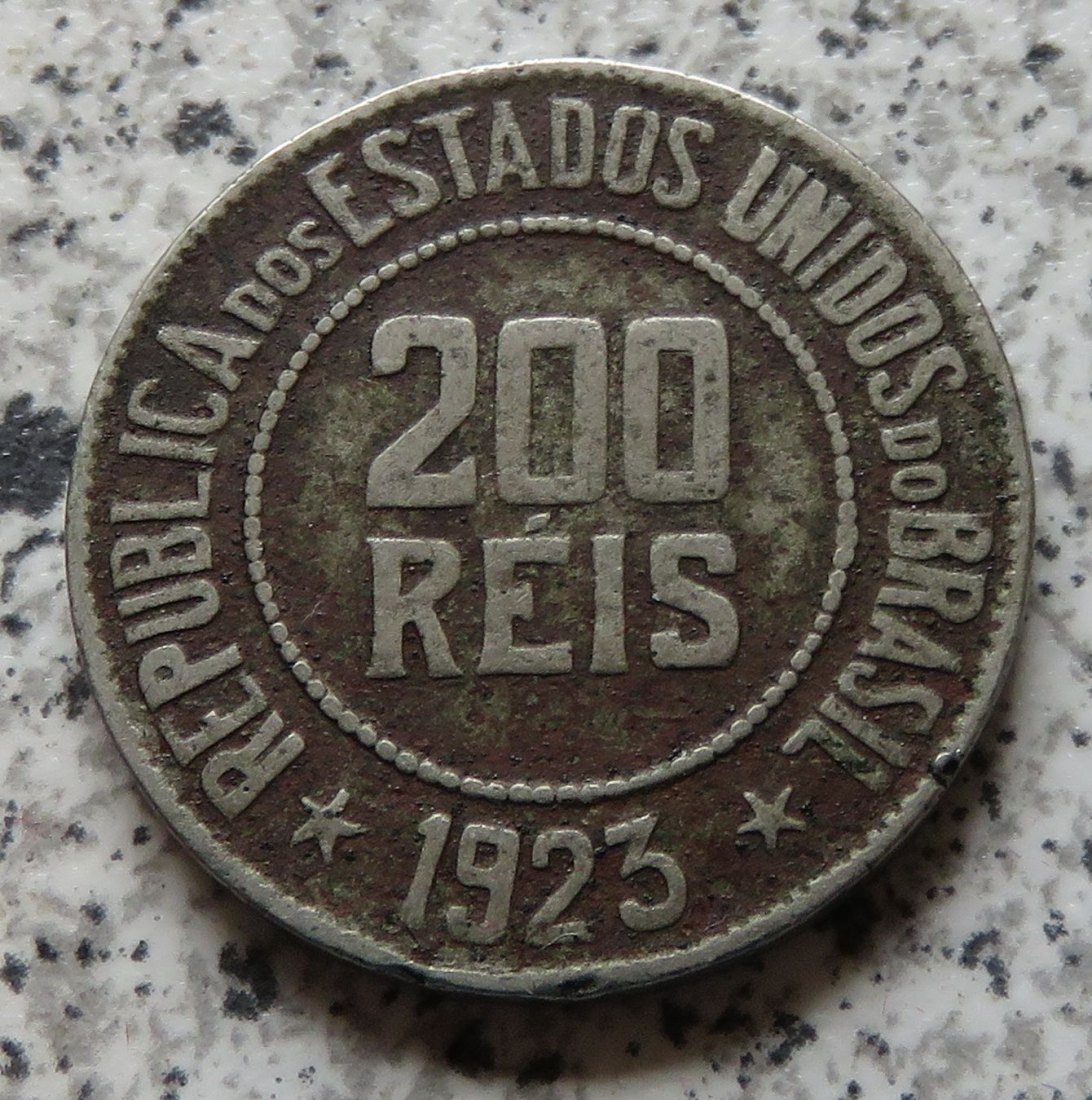 REPUBLICA DOS ESTADOS UNIDOS DO BRASIL
200
RÉIS
★ 1923 ★